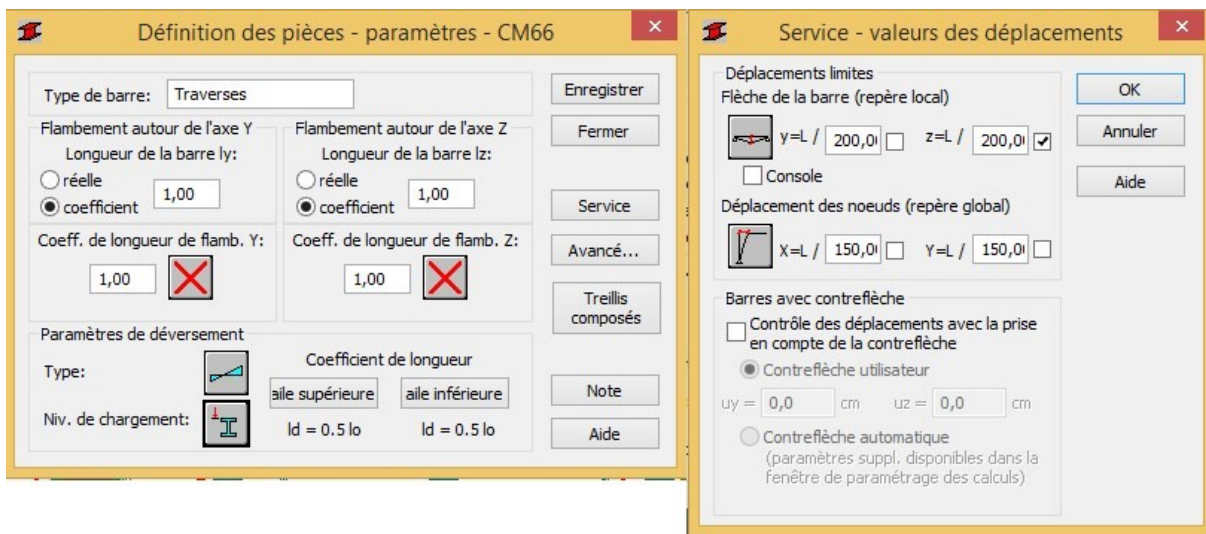 Définition des pièces - paramètres - CM66
Type de barre: Traverses
Enregistrer
Flambement autour de l'axe Y
Flambement autour de l'axe Z
Fermer
Longueur de la barre ly:
Longueur de la barre lz:
réelle
coefficient
1,00
réelle
coefficient
1,00
Service
Coeff. de longueur de flamb. Y:
Coeff. de longueur de flamb. Z:
Avancé...
1,00
1,00
Treillis
composés
Paramètres de déversement
Type:
Coefficient de longueur
aile supérieure
aile inférieure
Note
Niv. de chargement:
ld = 0.5 lo
ld = 0.5 lo
Aide
Service - valeurs des déplacements
Déplacements limites
OK
Flèche de la barre (repère local)
y=L / 200,0 z=L / 200,0
Annuler
Console
Aide
Déplacement des noeuds (repère global)
X=L / 150,0 Y=L / 150,0
Barres avec contreflèche
Contrôle des déplacements avec la prise
en compte de la contreflèche
Contreflèche utilisateur
uy = 0,0 cm uz = 0,0 cm
Contreflèche automatique
(paramètres suppl. disponibles dans la
fenêtre de paramétrage des calculs)